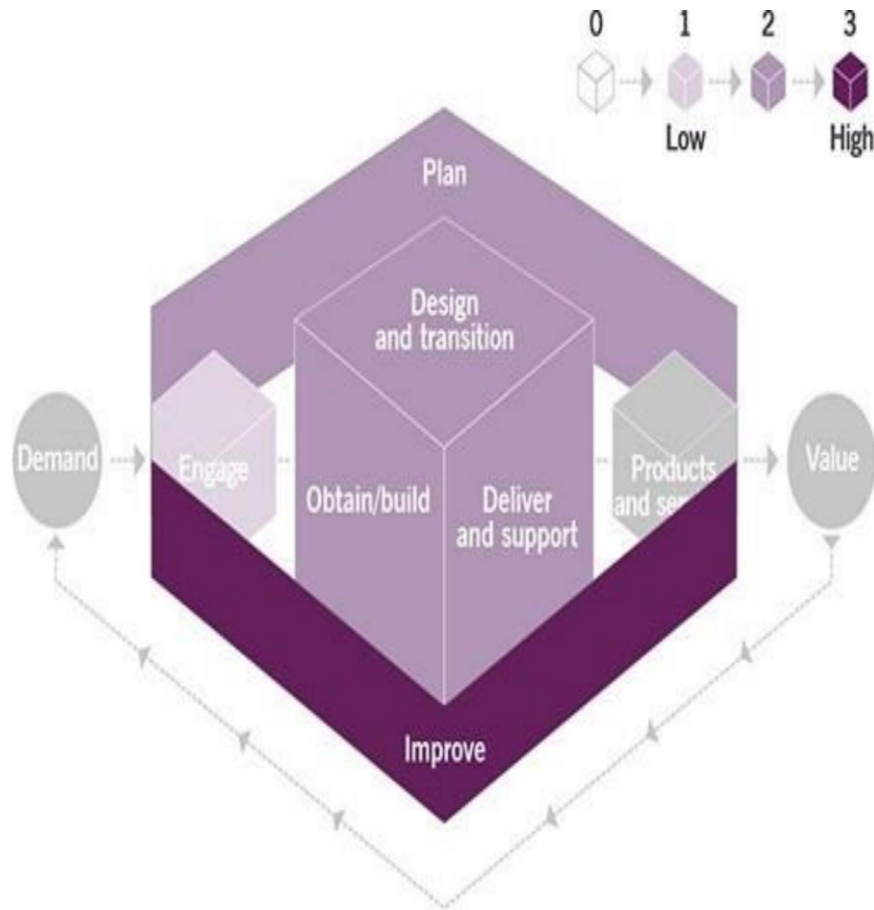 0 1 2 3
Low High
Plan
Design
and transition
Demand
Engage
Obtain/build
Deliver
and support
Products
and ser
Value
Improve